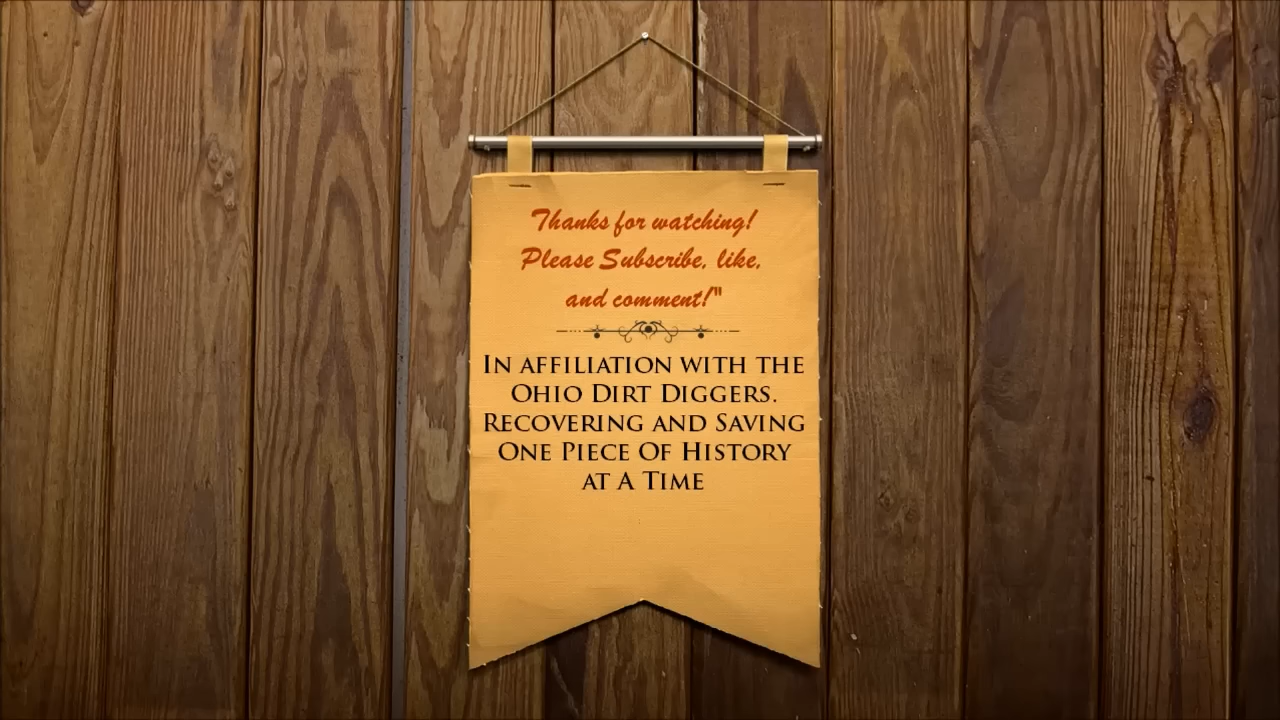 Thanks for watching!
Please Subscribe, like,
and comment!"
In affiliation with the
Ohio Dirt Diggers.
Recovering and Saving
One Piece Of History
at A Time